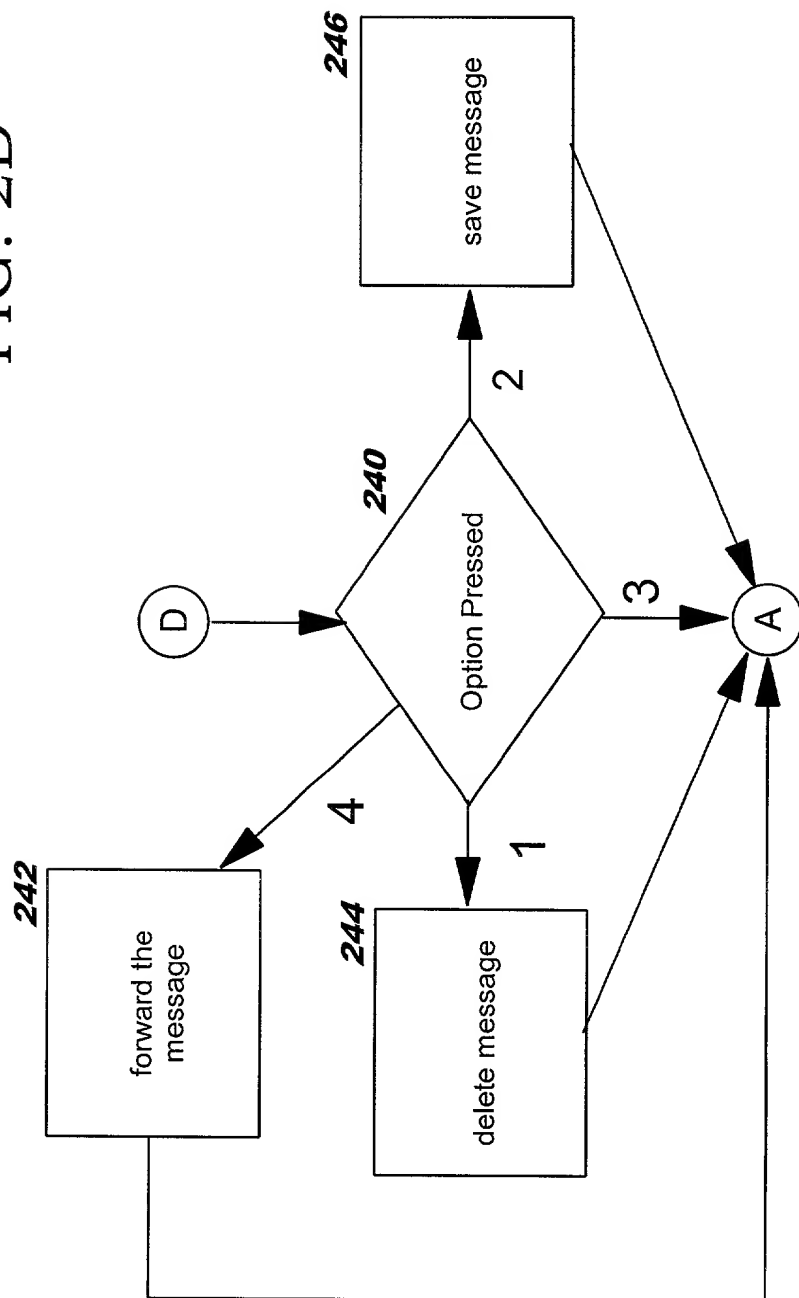 FIG. 2D
D
242
forward the
message
4
240
Option Pressed
244
delete message
1
2
246
save message
3
A